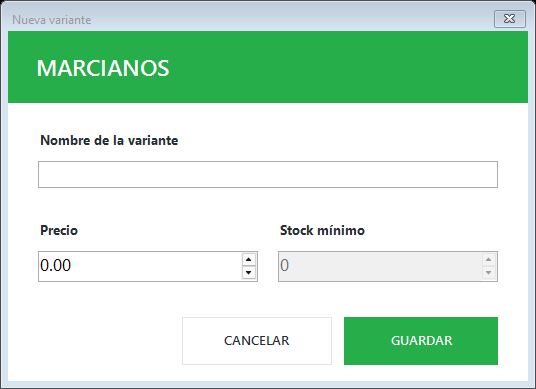 Nueva variante
MARCIANOS
Nombre de la variante
Precio
Stock mínimo
0.00
0
CANCELAR
GUARDAR